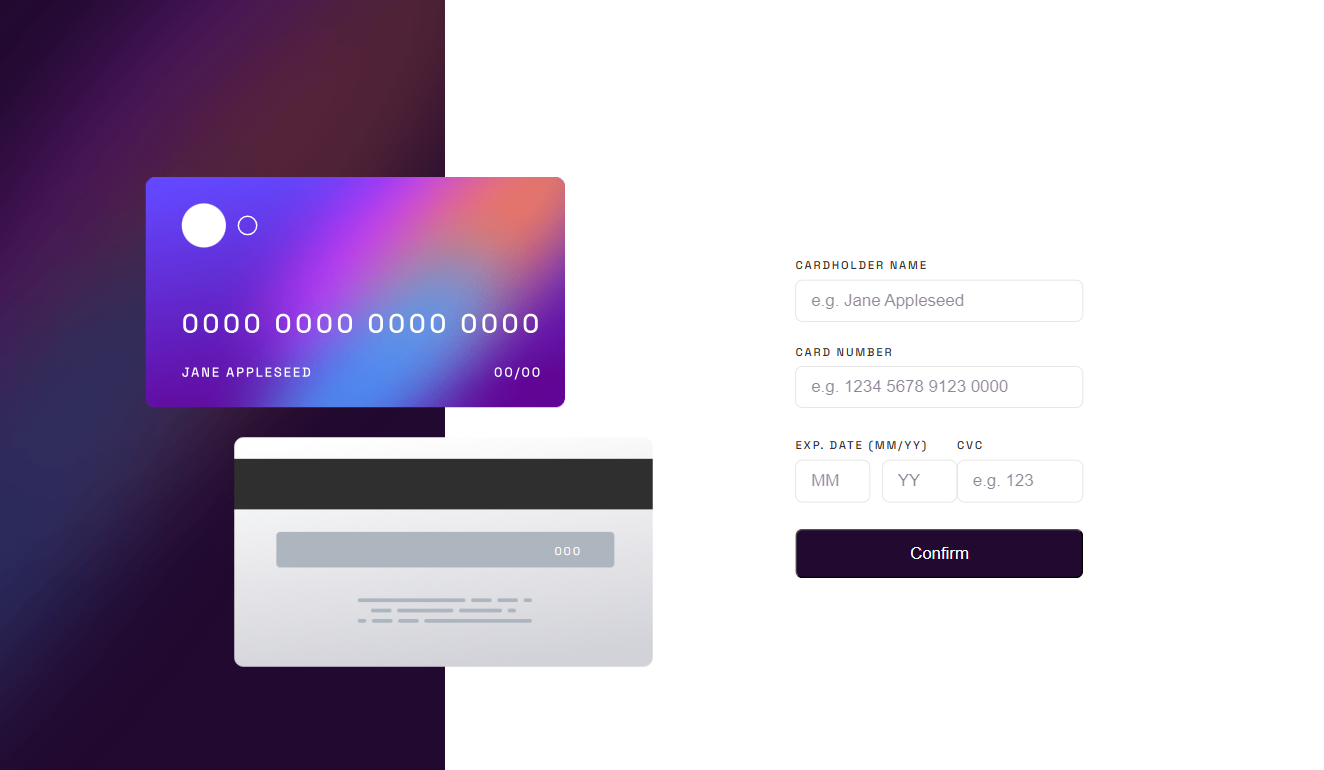 0000 0000 0000 0000
JANE APPLESEED 00/00
000
CARDHOLDER NAME
e.g. Jane Appleseed
CARD NUMBER
e.g. 1234 5678 9123 0000
EXP. DATE (MM/YY) CVC
MM YY e.g. 123
Confirm